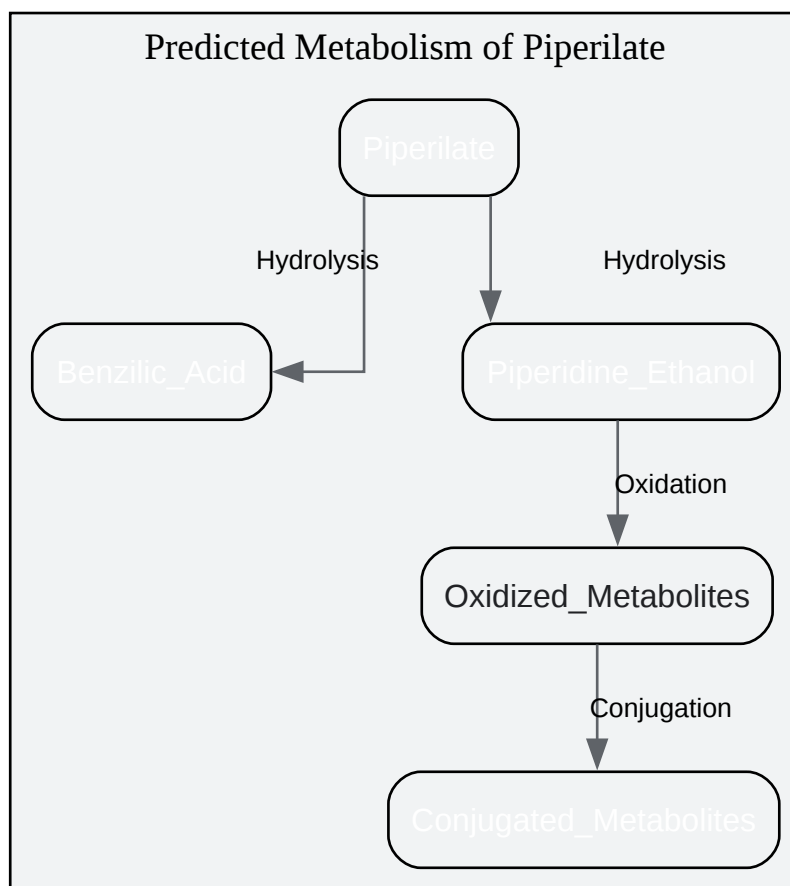 Predicted Metabolism of Piperilate
Piperilate
Hydrolysis
Hydrolysis
Benzilic_Acid
Piperidine_Ethanol
Oxidation
Oxidized_Metabolites
Conjugation
Conjugated_Metabolites